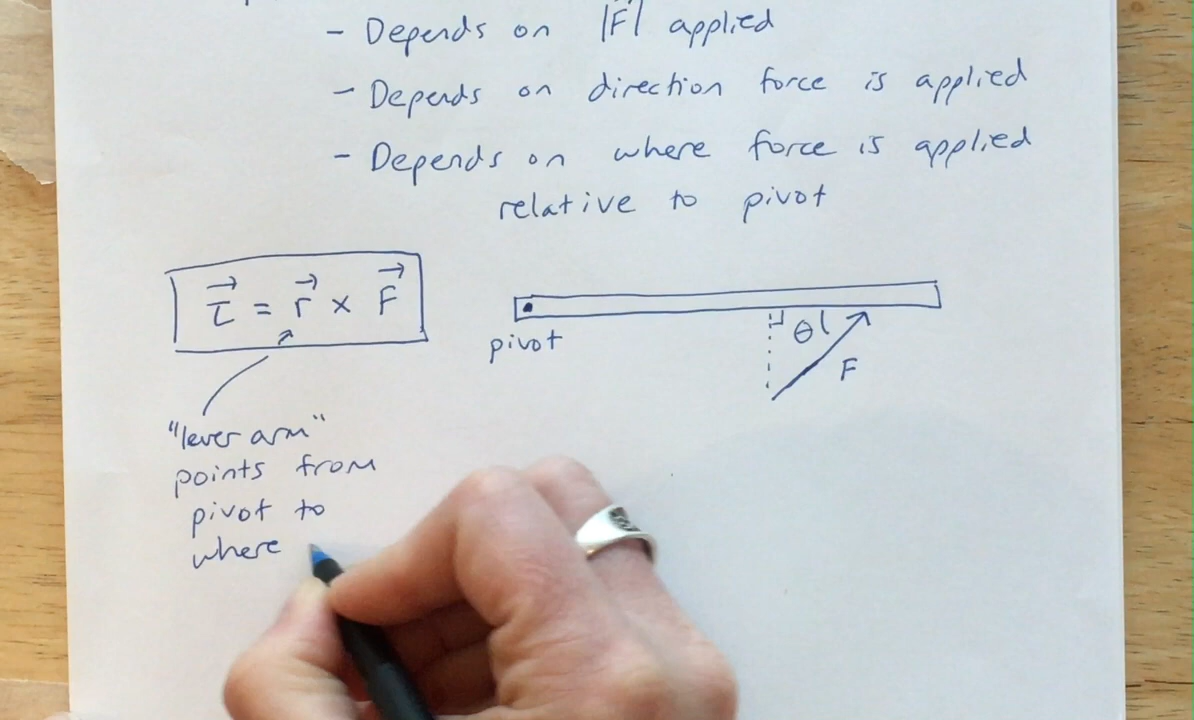 - Depends on |F⃗| applied
- Depends on direction force is applied
- Depends on where force is applied
relative to pivot
τ⃗ = r⃗ × F⃗
pivot
θ
F
"lever arm"
points from
pivot to
where